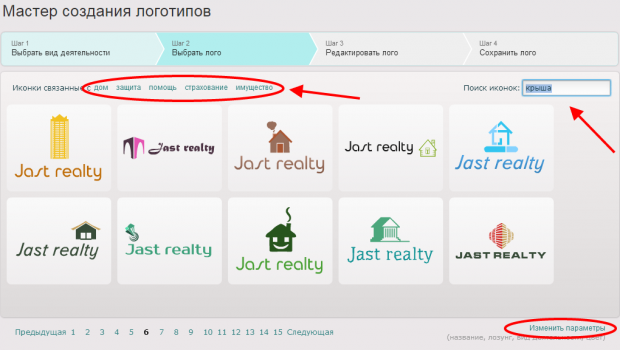 Мастер создания логотипов
Шаг 1
Выбрать вид деятельности
Шаг 2
Выбрать лого
Шаг 3
Редактировать лого
Шаг 4
Сохранить лого
Иконки связанные с дом защита помощь страхование имущество
Поиск иконок: крыша
Jast realty
Jast realty
Jast realty
Jast realty
Jast realty
Jast realty
Jast realty
Jast realty
Jast realty
JAST REALTY
Предыдущая 1 2 3 4 5 6 7 8 9 10 11 12 13 14 15 Следующая
Изменить параметры
(название, лозунг, вид деятельности, цвет)